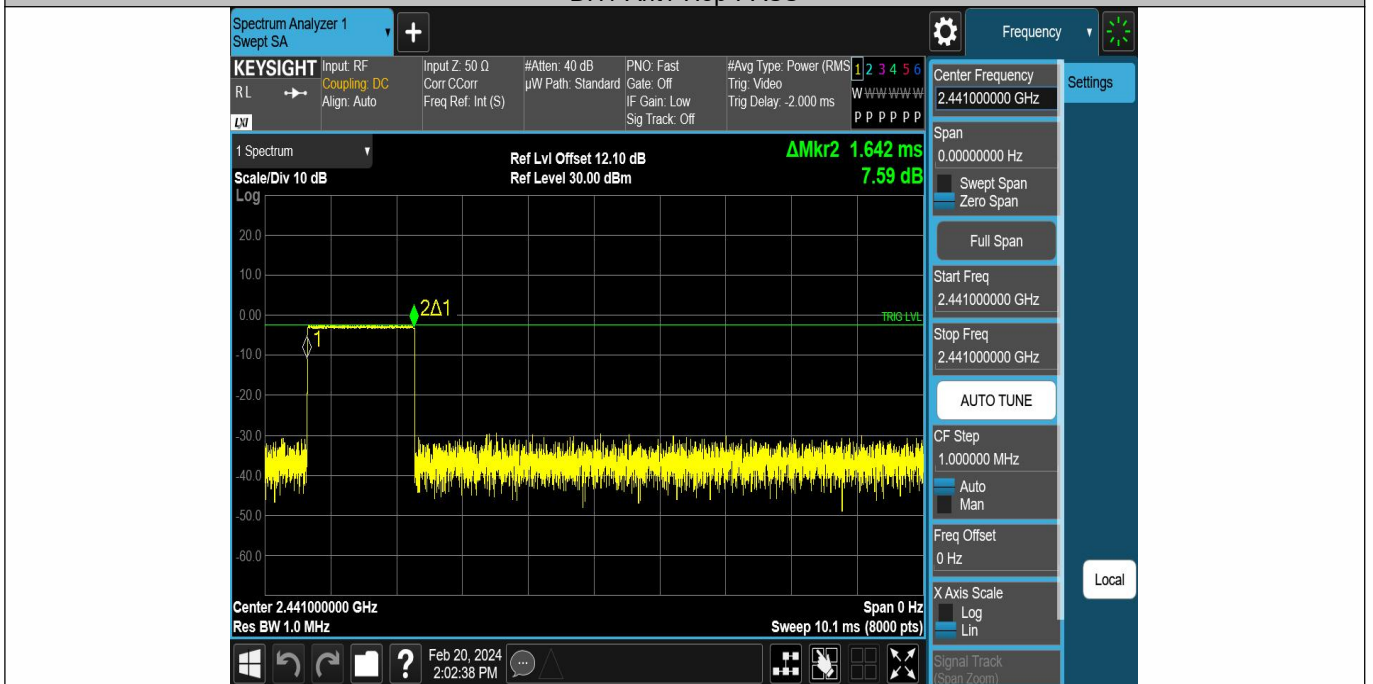 Spectrum Analyzer 1
Swept SA
+
Frequency
KEYSIGHT
RL
LXI
Input: RF
Coupling: DC
Align: Auto
Input Z: 50 Ω
Corr CCorr
Freq Ref: Int (S)
#Atten: 40 dB
µW Path: Standard
PNO: Fast
Gate: Off
IF Gain: Low
Sig Track: Off
#Avg Type: Power (RMS
Trig: Video
Trig Delay: -2.000 ms
1 2 3 4 5 6
W W W W W W
P P P P P P
1 Spectrum
Scale/Div 10 dB
Ref Lvl Offset 12.10 dB
Ref Level 30.00 dBm
ΔMkr2 1.642 ms
7.59 dB
Log
20.0
10.0
0.00
-10.0
-20.0
-30.0
-40.0
-50.0
-60.0
2Δ1
1
TRIG LVL
Center 2.441000000 GHz
Res BW 1.0 MHz
Span 0 Hz
Sweep 10.1 ms (8000 pts)
Center Frequency
2.441000000 GHz
Settings
Span
0.00000000 Hz
Swept Span
Zero Span
Full Span
Start Freq
2.441000000 GHz
Stop Freq
2.441000000 GHz
AUTO TUNE
CF Step
1.000000 MHz
Auto
Man
Freq Offset
0 Hz
X Axis Scale
Log
Lin
Local
Signal Track
(Span Zoom)
?
Feb 20, 2024
2:02:38 PM